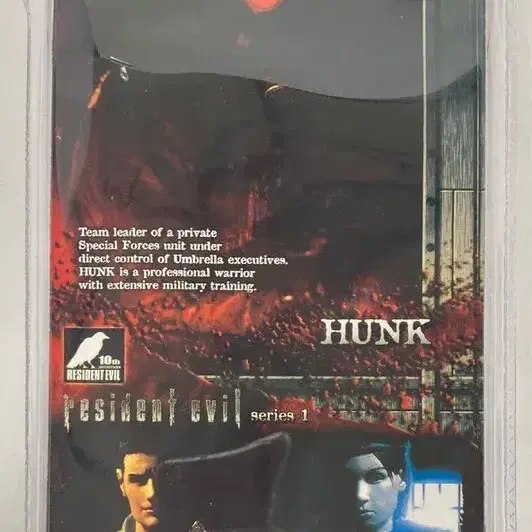 Team leader of a private
Special Forces unit under
direct control of Umbrella executives.
HUNK is a professional warrior
with extensive military training.
HUNK
10th
RESIDENT EVIL
resident evil series 1